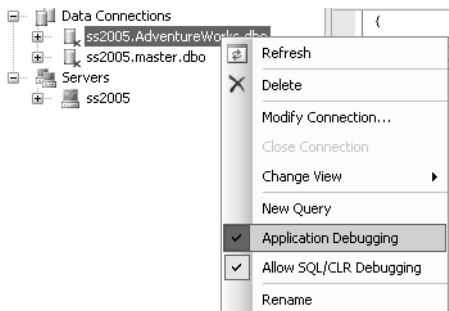 Data Connections
{
ss2005.AdventureWorks.dbo
ss2005.master.dbo
Servers
ss2005
Refresh
Delete
Modify Connection...
Close Connection
Change View
New Query
Application Debugging
Allow SQL/CLR Debugging
Rename